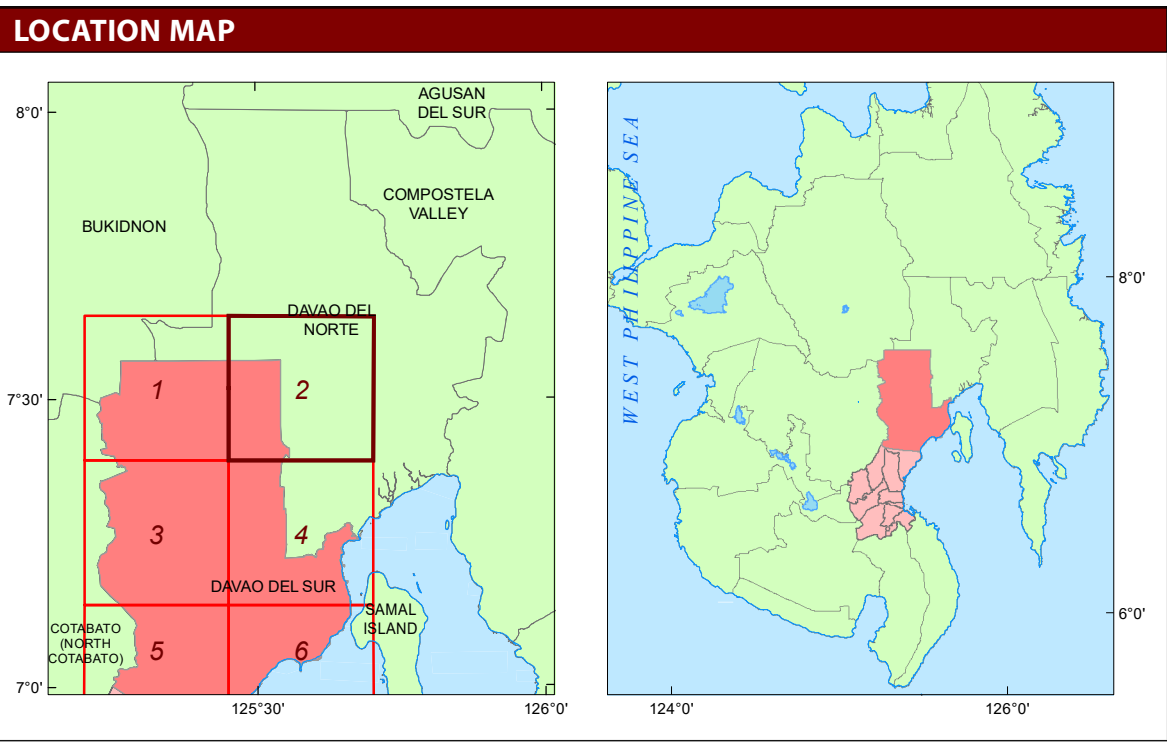 LOCATION MAP
AGUSAN
DEL SUR
8°0'
COMPOSTELA
VALLEY
BUKIDNON
DAVAO DEL
NORTE
1
2
7°30'
3
4
DAVAO DEL SUR
SAMAL
ISLAND
COTABATO
(NORTH
COTABATO)
5
6
7°0'
125°30'
126°0'
WEST PHILIPPINE SEA
8°0'
6°0'
124°0'
126°0'